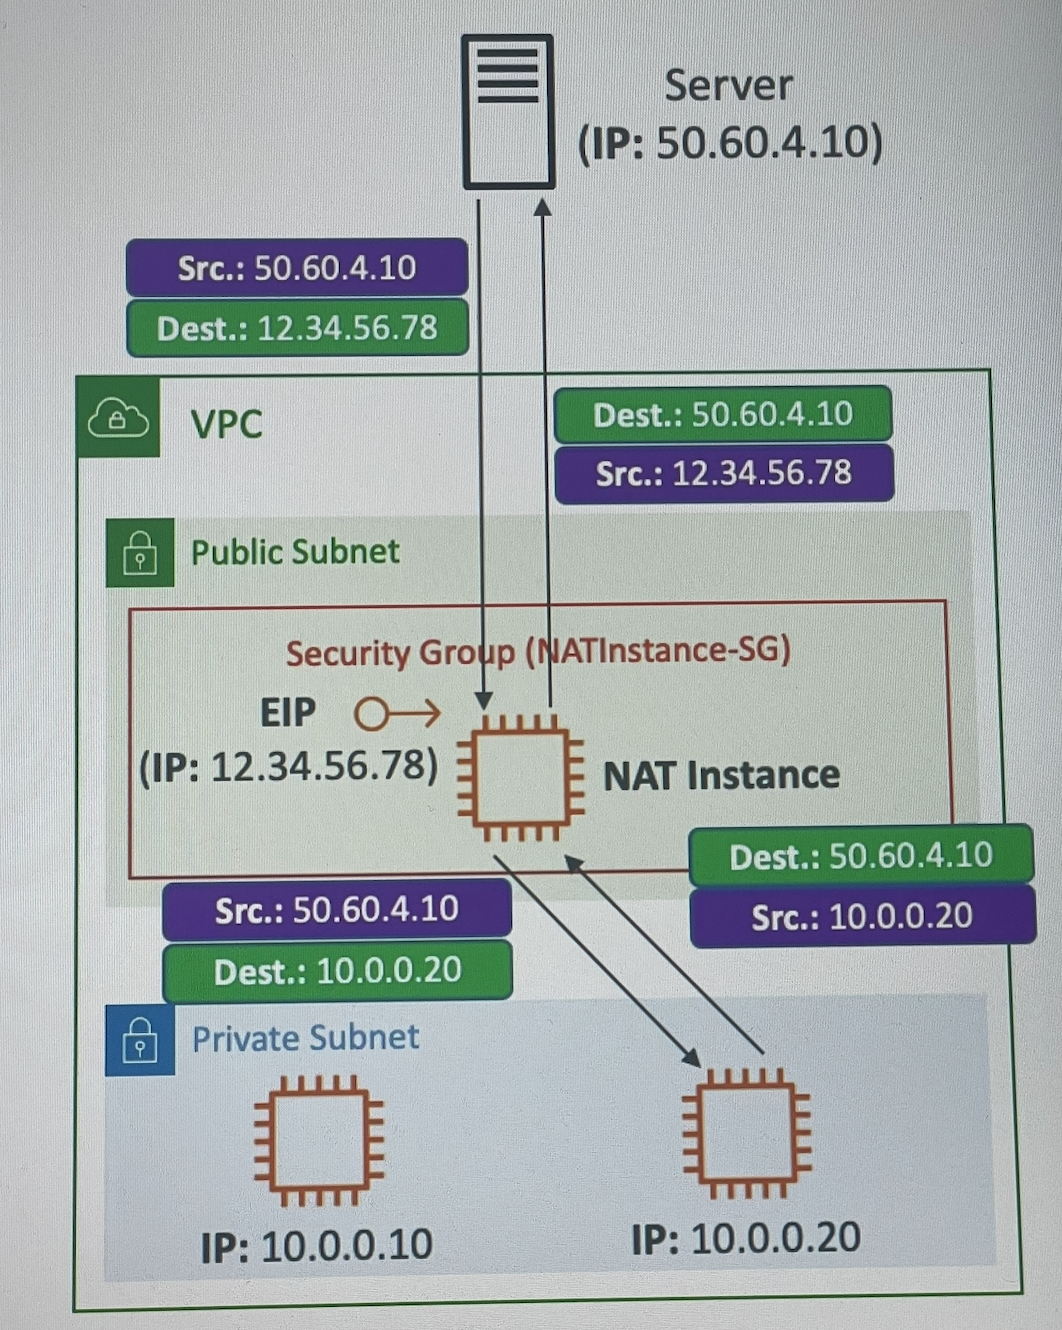 Server
(IP: 50.60.4.10)
Src.: 50.60.4.10
Dest.: 12.34.56.78
VPC
Dest.: 50.60.4.10
Src.: 12.34.56.78
Public Subnet
Security Group (NATInstance-SG)
EIP
(IP: 12.34.56.78)
NAT Instance
Dest.: 50.60.4.10
Src.: 10.0.0.20
Src.: 50.60.4.10
Dest.: 10.0.0.20
Private Subnet
IP: 10.0.0.10
IP: 10.0.0.20